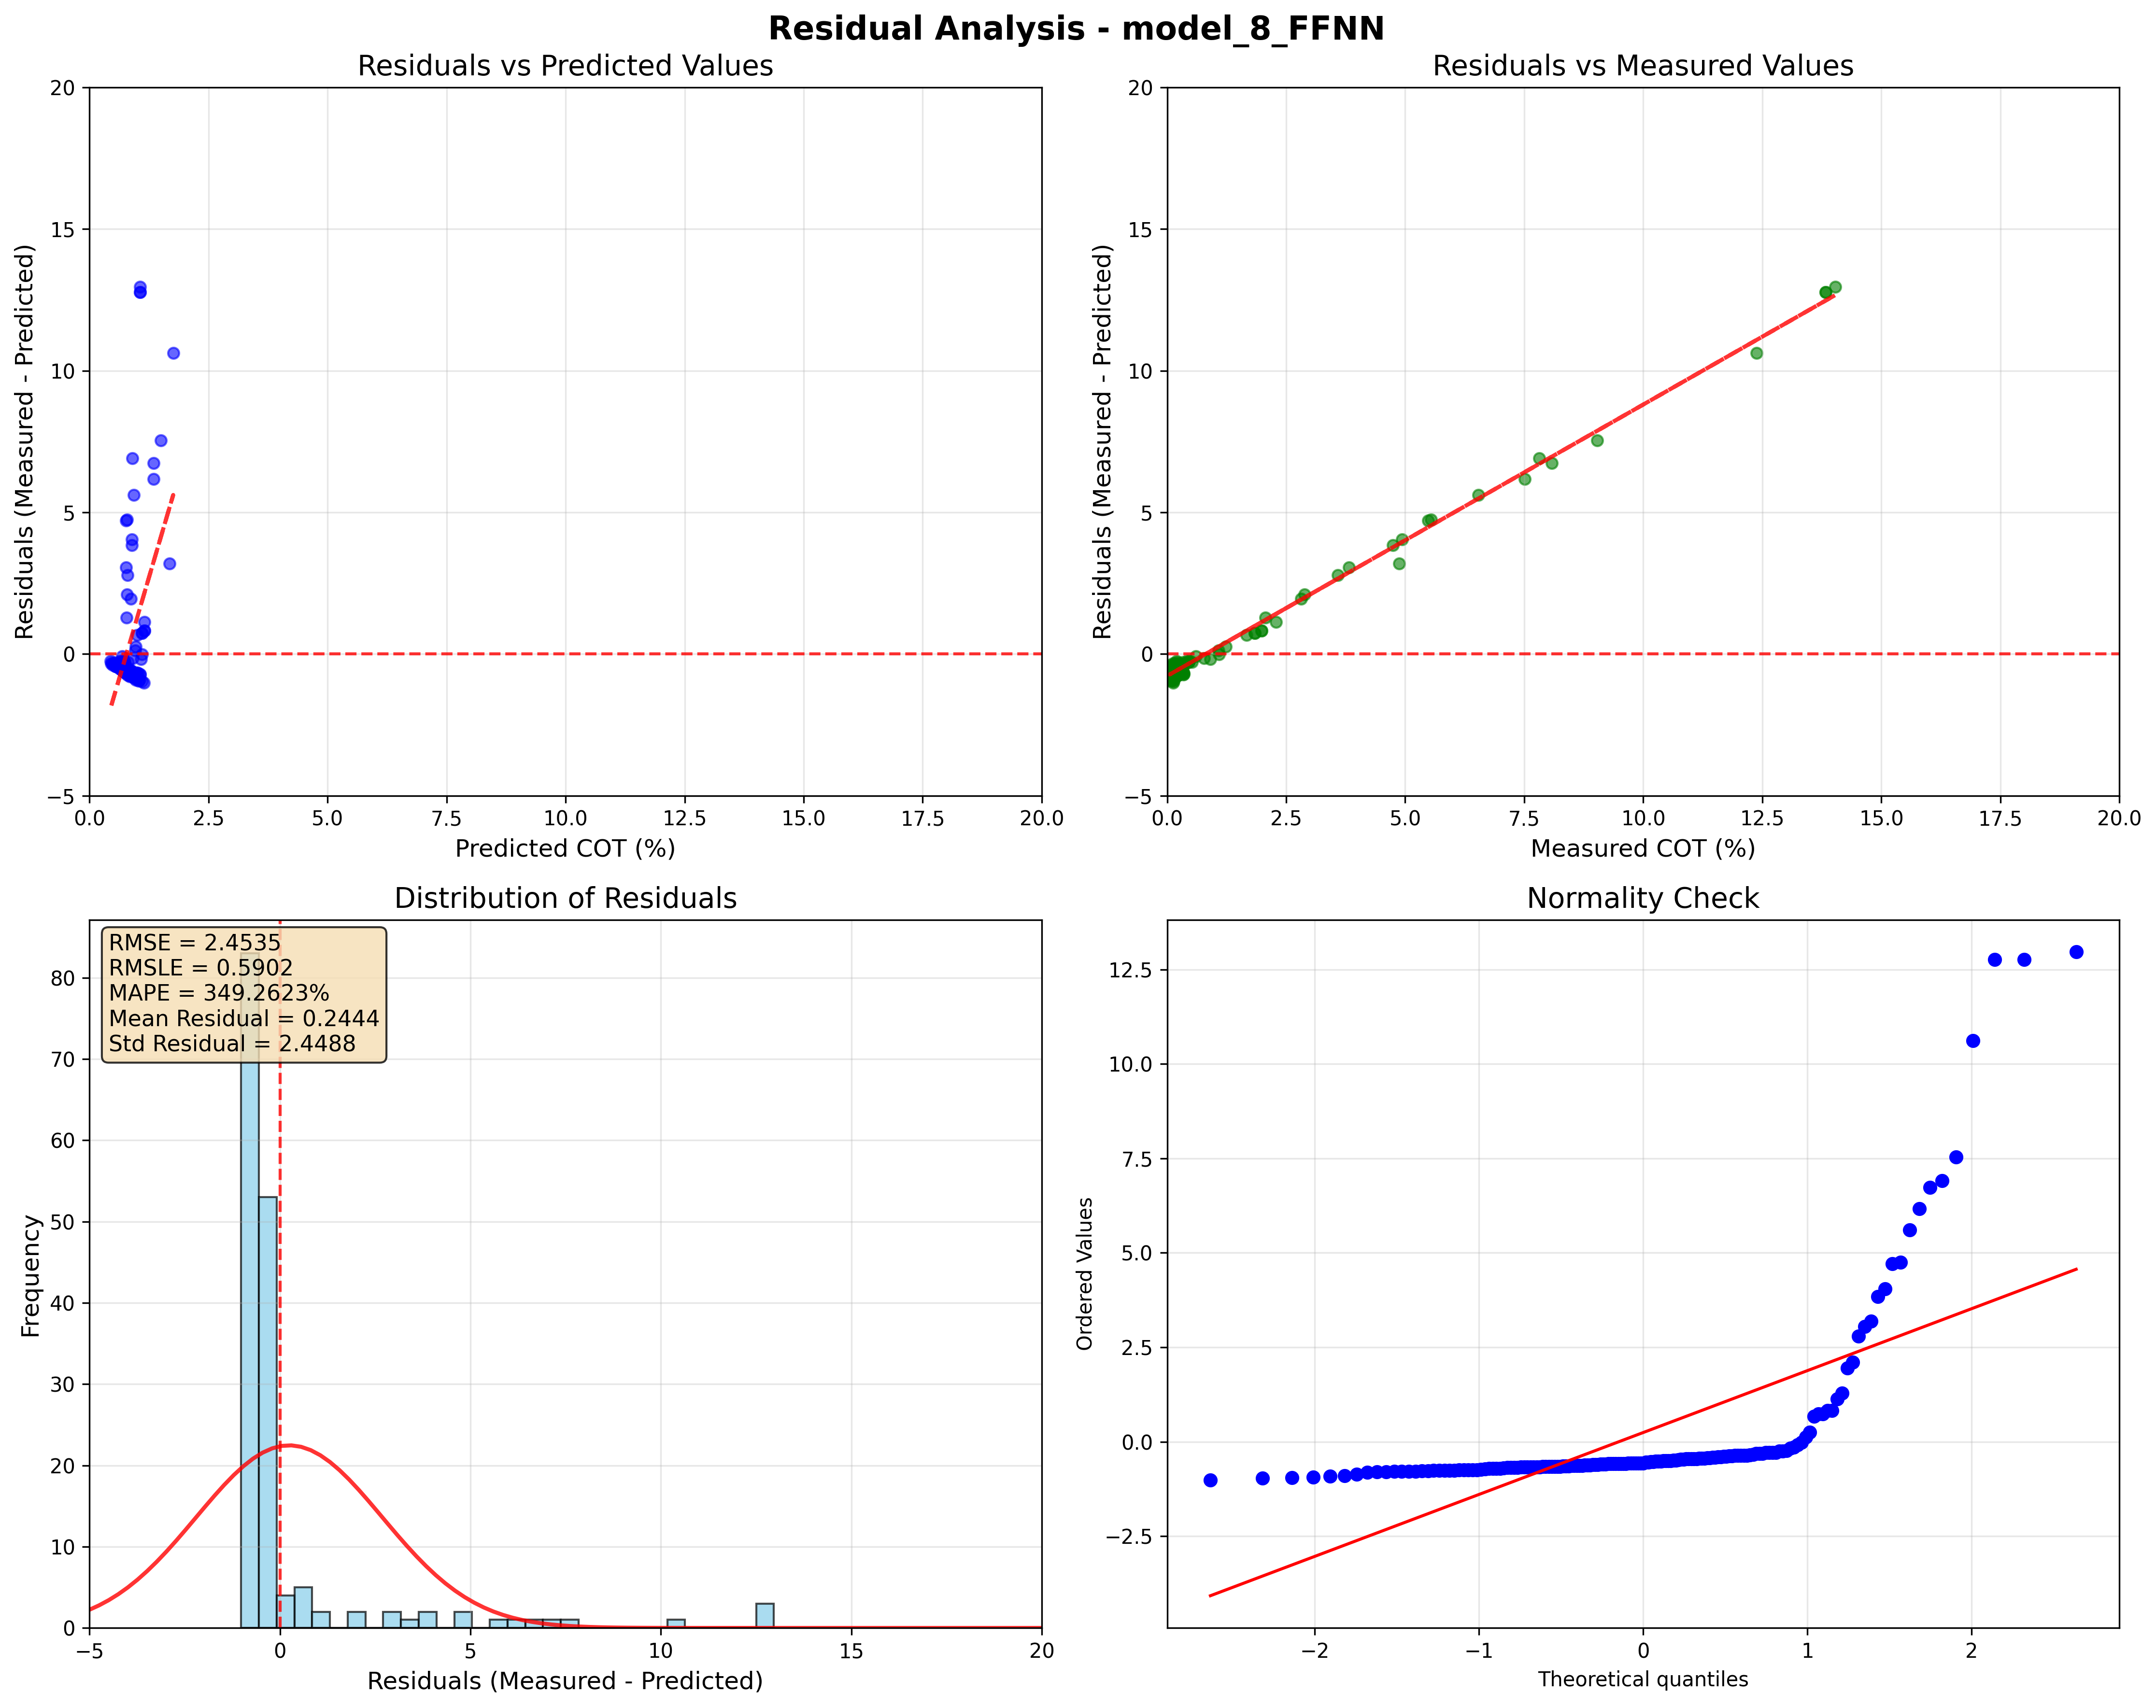 Residual Analysis - model_8_FFNN
Residuals vs Predicted Values
20
15
10
5
0
−5
0.0 2.5 5.0 7.5 10.0 12.5 15.0 17.5 20.0
Predicted COT (%)
Residuals (Measured - Predicted)
Residuals vs Measured Values
20
15
10
5
0
−5
0.0 2.5 5.0 7.5 10.0 12.5 15.0 17.5 20.0
Measured COT (%)
Residuals (Measured - Predicted)
Distribution of Residuals
RMSE = 2.4535
RMSLE = 0.5902
MAPE = 349.2623%
Mean Residual = 0.2444
Std Residual = 2.4488
80
70
60
50
40
30
20
10
0
−5 0 5 10 15 20
Residuals (Measured - Predicted)
Frequency
Normality Check
12.5
10.0
7.5
5.0
2.5
0.0
−2.5
−2 −1 0 1 2
Theoretical quantiles
Ordered Values